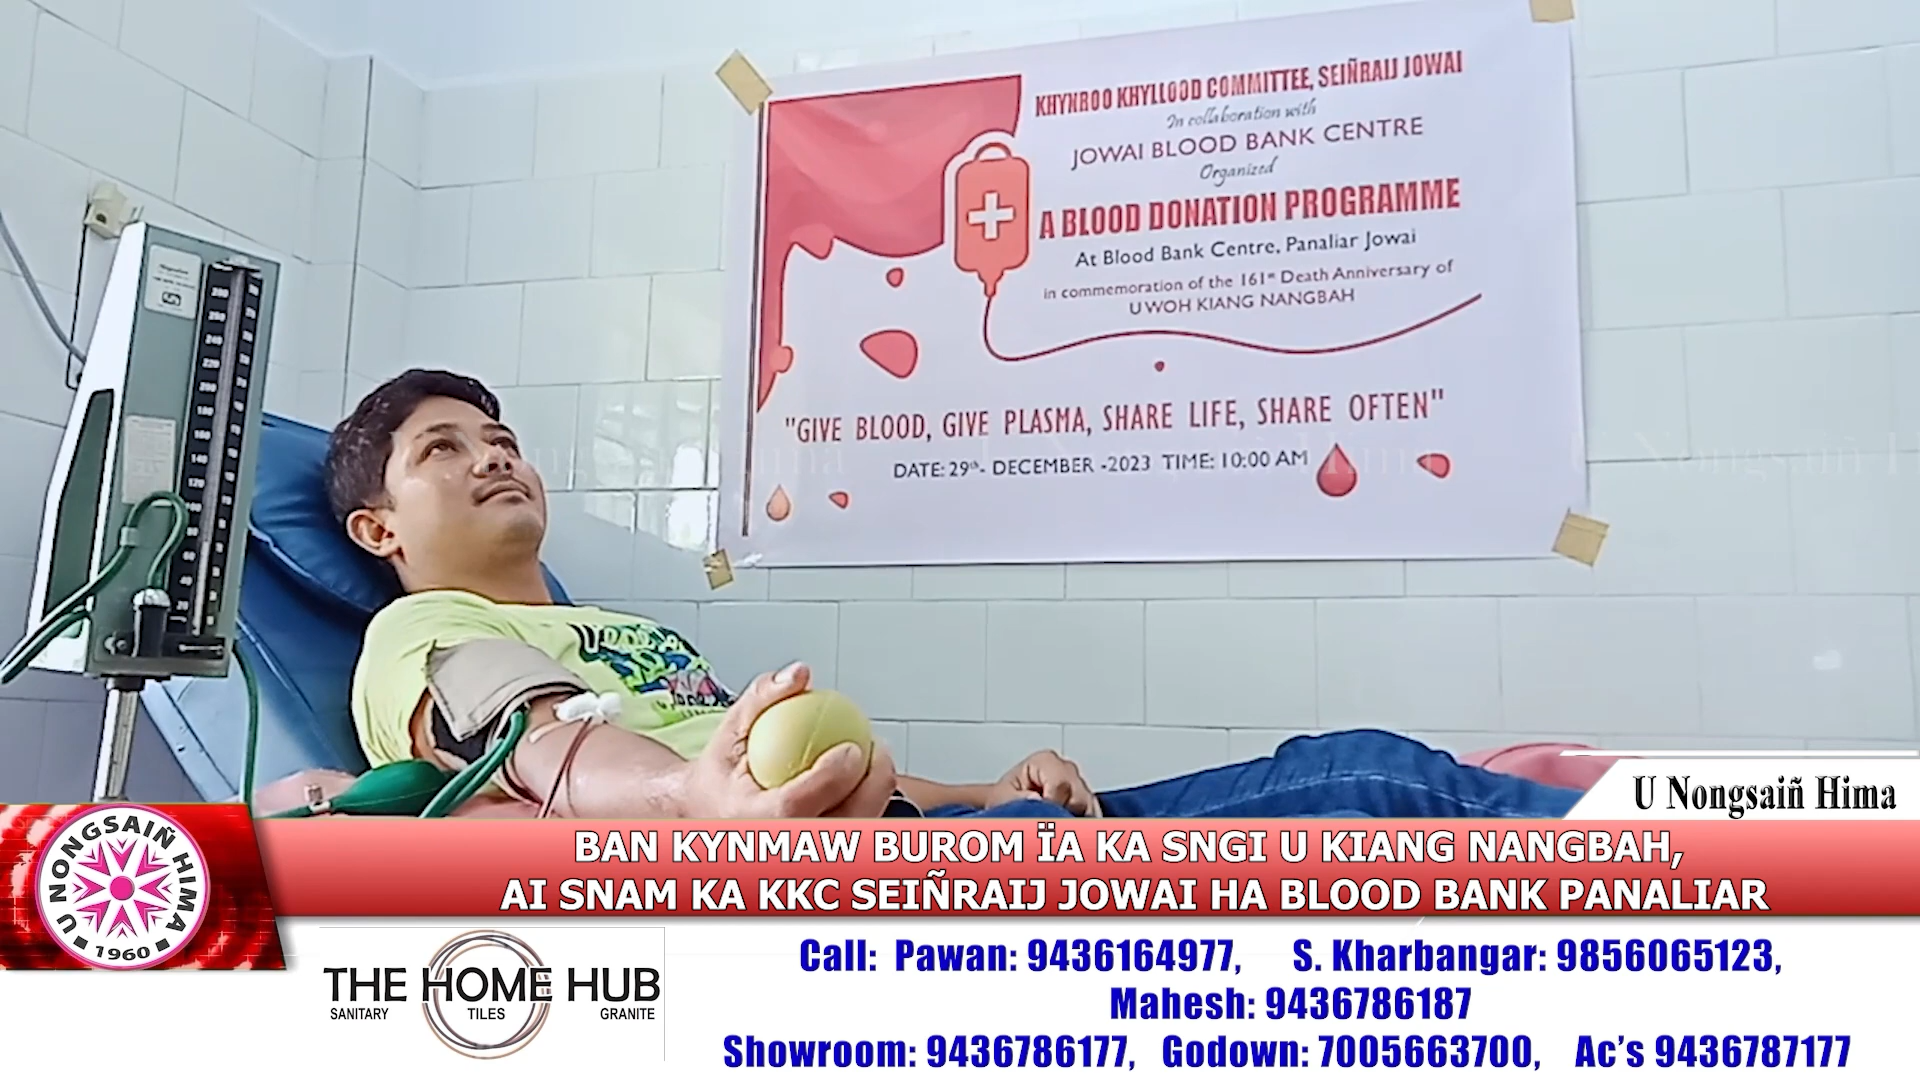 KHYNROO KHYLLOOD COMMITTEE, SEIÑRAIJ JOWAI
In collaboration with
JOWAI BLOOD BANK CENTRE
Organized
A BLOOD DONATION PROGRAMME
At Blood Bank Centre, Panaliar Jowai
in commemoration of the 161st Death Anniversary of
U WOH KIANG NANGBAH
"GIVE BLOOD, GIVE PLASMA, SHARE LIFE, SHARE OFTEN"
DATE: 29th- DECEMBER -2023 TIME: 10:00 AM
U Nongsaiñ Hima
U NONGSAIÑ HIMA
1960
BAN KYNMAW BUROM ÏA KA SNGI U KIANG NANGBAH,
AI SNAM KA KKC SEIÑRAIJ JOWAI HA BLOOD BANK PANALIAR
THE HOME HUB
SANITARY TILES GRANITE
Call: Pawan: 9436164977, S. Kharbangar: 9856065123,
Mahesh: 9436786187
Showroom: 9436786177, Godown: 7005663700, Ac's 9436787177